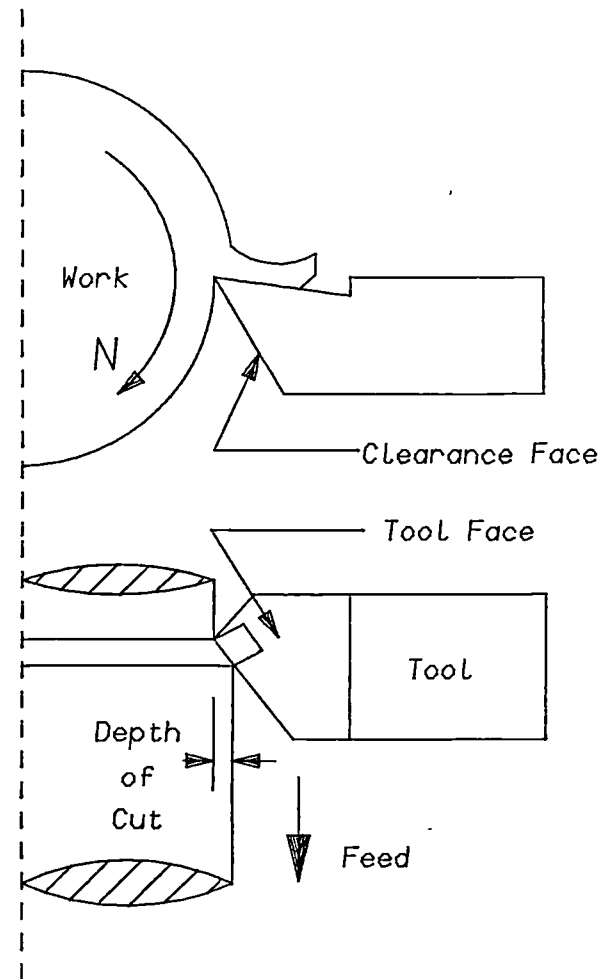 Work
N
Clearance Face
Tool Face
Tool
Depth
of
Cut
Feed